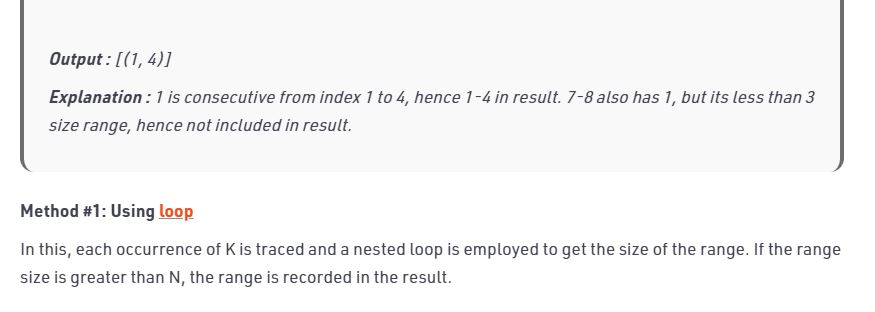 Output : [(1, 4)]
Explanation : 1 is consecutive from index 1 to 4, hence 1-4 in result. 7-8 also has 1, but its less than 3
size range, hence not included in result.
Method #1: Using loop
In this, each occurrence of K is traced and a nested loop is employed to get the size of the range. If the range
size is greater than N, the range is recorded in the result.